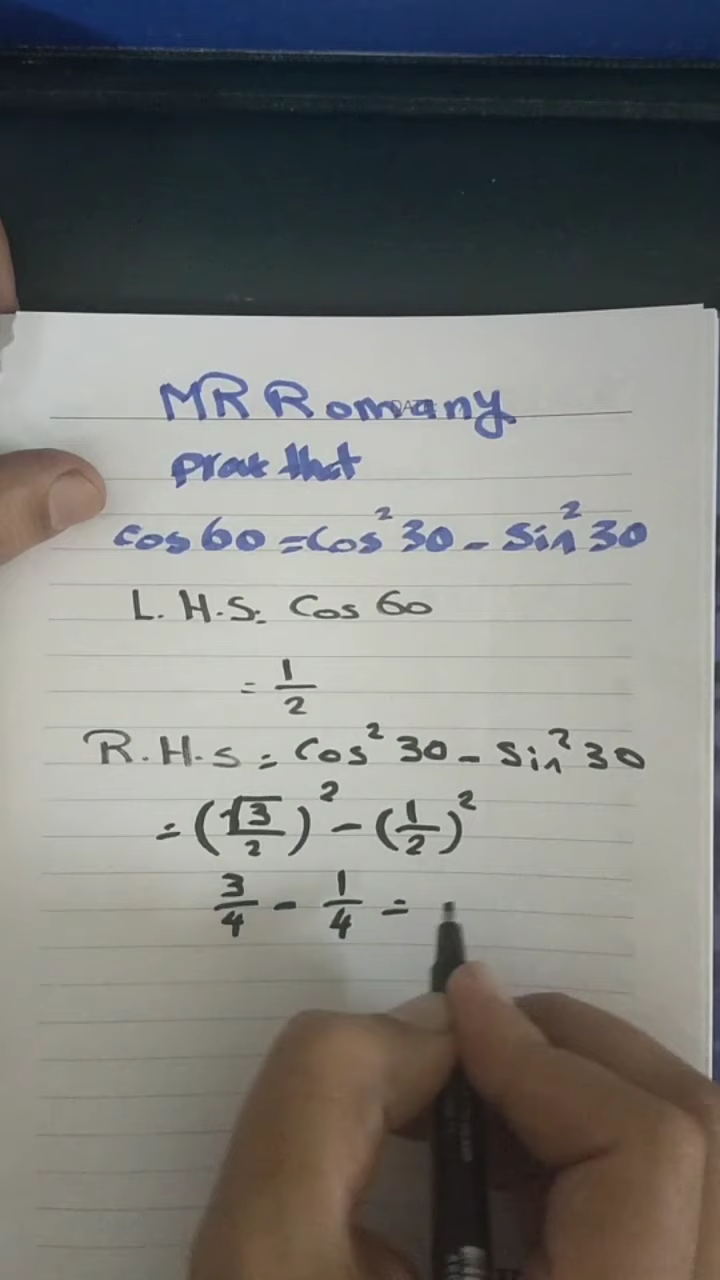 MR Romany
prove that
cos 60 = cos² 30 - sin² 30
L.H.S: Cos 60
= 1/2
R.H.S = Cos² 30 - Sin² 30
= (√3/2)² - (1/2)²
3/4 - 1/4 =